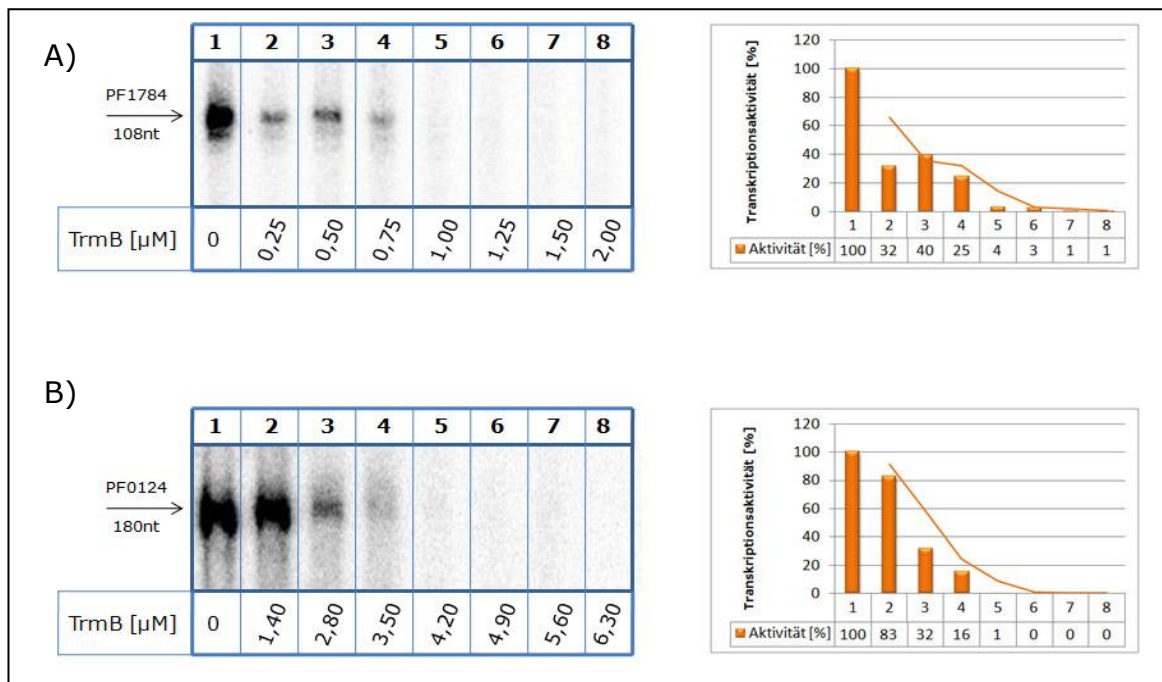 A)
1 2 3 4 5 6 7 8
PF1784
108nt
TrmB [µM] 0 0,25 0,50 0,75 1,00 1,25 1,50 2,00
Transkriptionsaktivität [%]
120
100
80
60
40
20
0
1 2 3 4 5 6 7 8
Aktivität [%] 100 32 40 25 4 3 1 1
B)
1 2 3 4 5 6 7 8
PF0124
180nt
TrmB [µM] 0 1,40 2,80 3,50 4,20 4,90 5,60 6,30
Transkriptionsaktivität [%]
120
100
80
60
40
20
0
1 2 3 4 5 6 7 8
Aktivität [%] 100 83 32 16 1 0 0 0